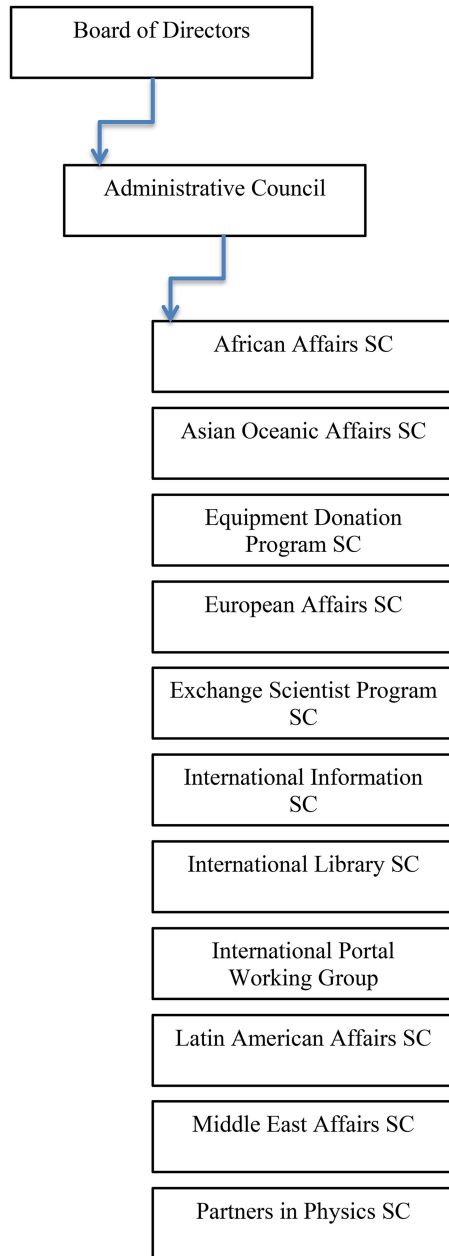 Board of Directors
Administrative Council
African Affairs SC
Asian Oceanic Affairs SC
Equipment Donation
Program SC
European Affairs SC
Exchange Scientist Program
SC
International Information
SC
International Library SC
International Portal
Working Group
Latin American Affairs SC
Middle East Affairs SC
Partners in Physics SC